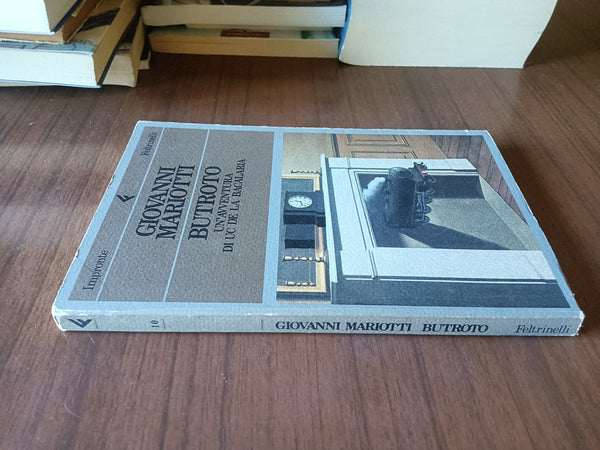 Impronte
Feltrinelli
GIOVANNI
MARIOTTI
BUTROTO
UN'AVVENTURA
DI UC DE LA BACALARIA
10
GIOVANNI MARIOTTI BUTROTO
Feltrinelli